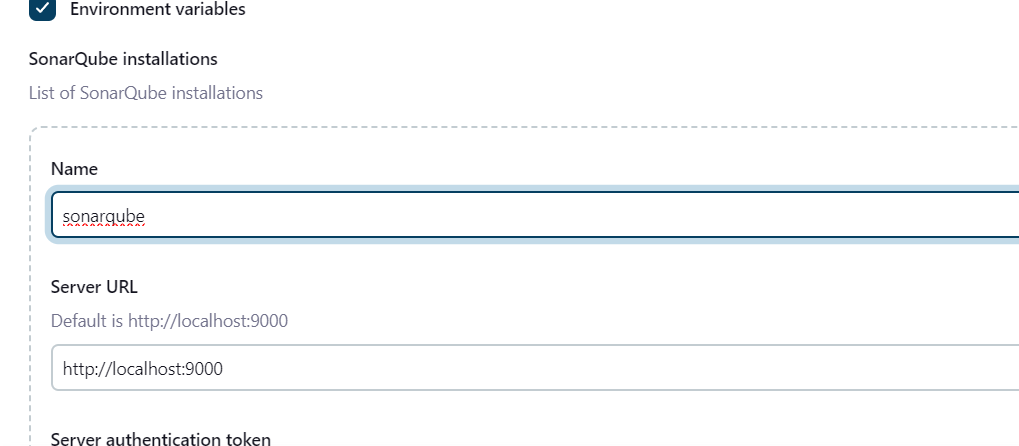 Environment variables
SonarQube installations
List of SonarQube installations
Name
sonarqube
Server URL
Default is http://localhost:9000
http://localhost:9000
Server authentication token